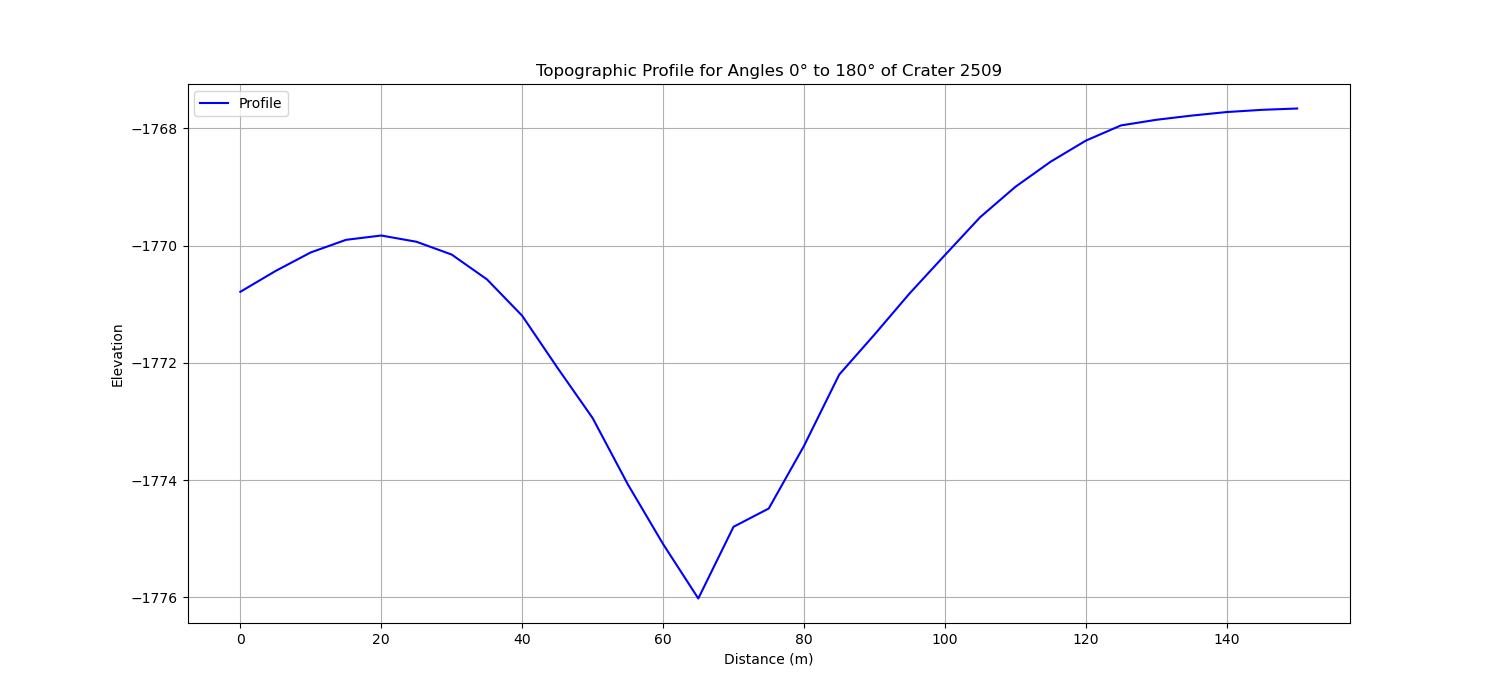 Topographic Profile for Angles 0° to 180° of Crater 2509
Profile
−1768
−1770
−1772
−1774
−1776
Elevation
0 20 40 60 80 100 120 140
Distance (m)